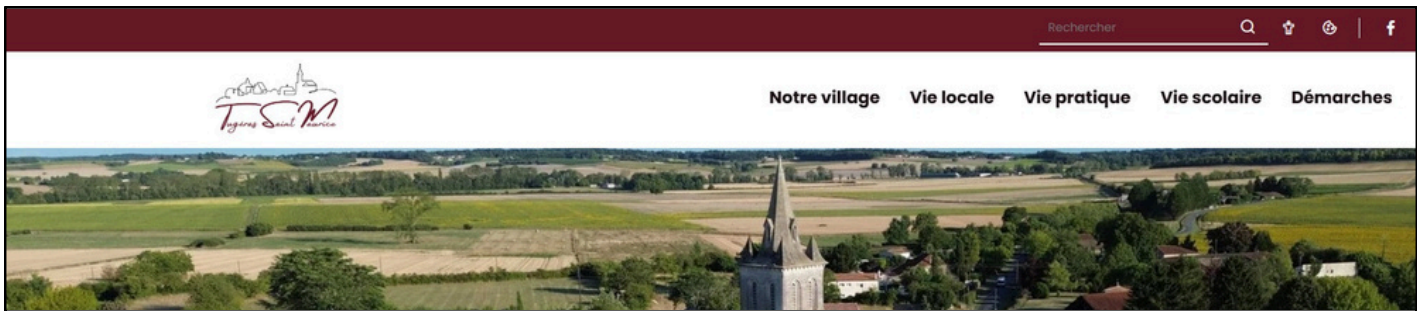 Rechercher
Tugéras Saint Maurice
Notre village Vie locale Vie pratique Vie scolaire Démarches